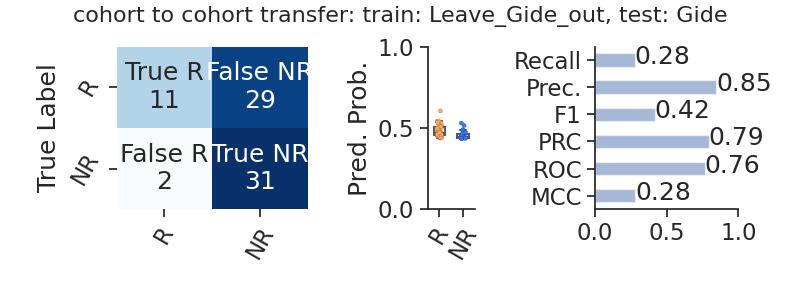 cohort to cohort transfer: train: Leave_Gide_out, test: Gide
True Label
R
NR
True R
11
False NR
29
False R
2
True NR
31
R
NR
Pred. Prob.
1.0
0.5
0.0
R
NR
Recall
0.28
Prec.
0.85
F1
0.42
PRC
0.79
ROC
0.76
MCC
0.28
0.0
0.5
1.0